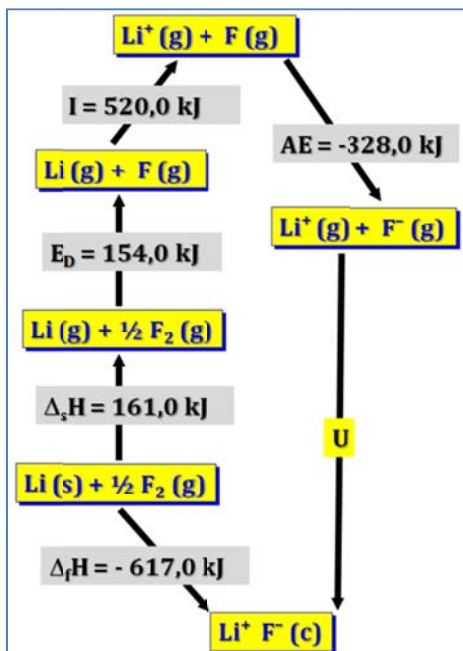 Li⁺ (g) + F (g)
I = 520,0 kJ
AE = -328,0 kJ
Li (g) + F (g)
Li⁺ (g) + F⁻ (g)
E_D = 154,0 kJ
Li (g) + ½ F₂ (g)
ΔₛH = 161,0 kJ
U
Li (s) + ½ F₂ (g)
Δ_fH = - 617,0 kJ
Li⁺ F⁻ (c)